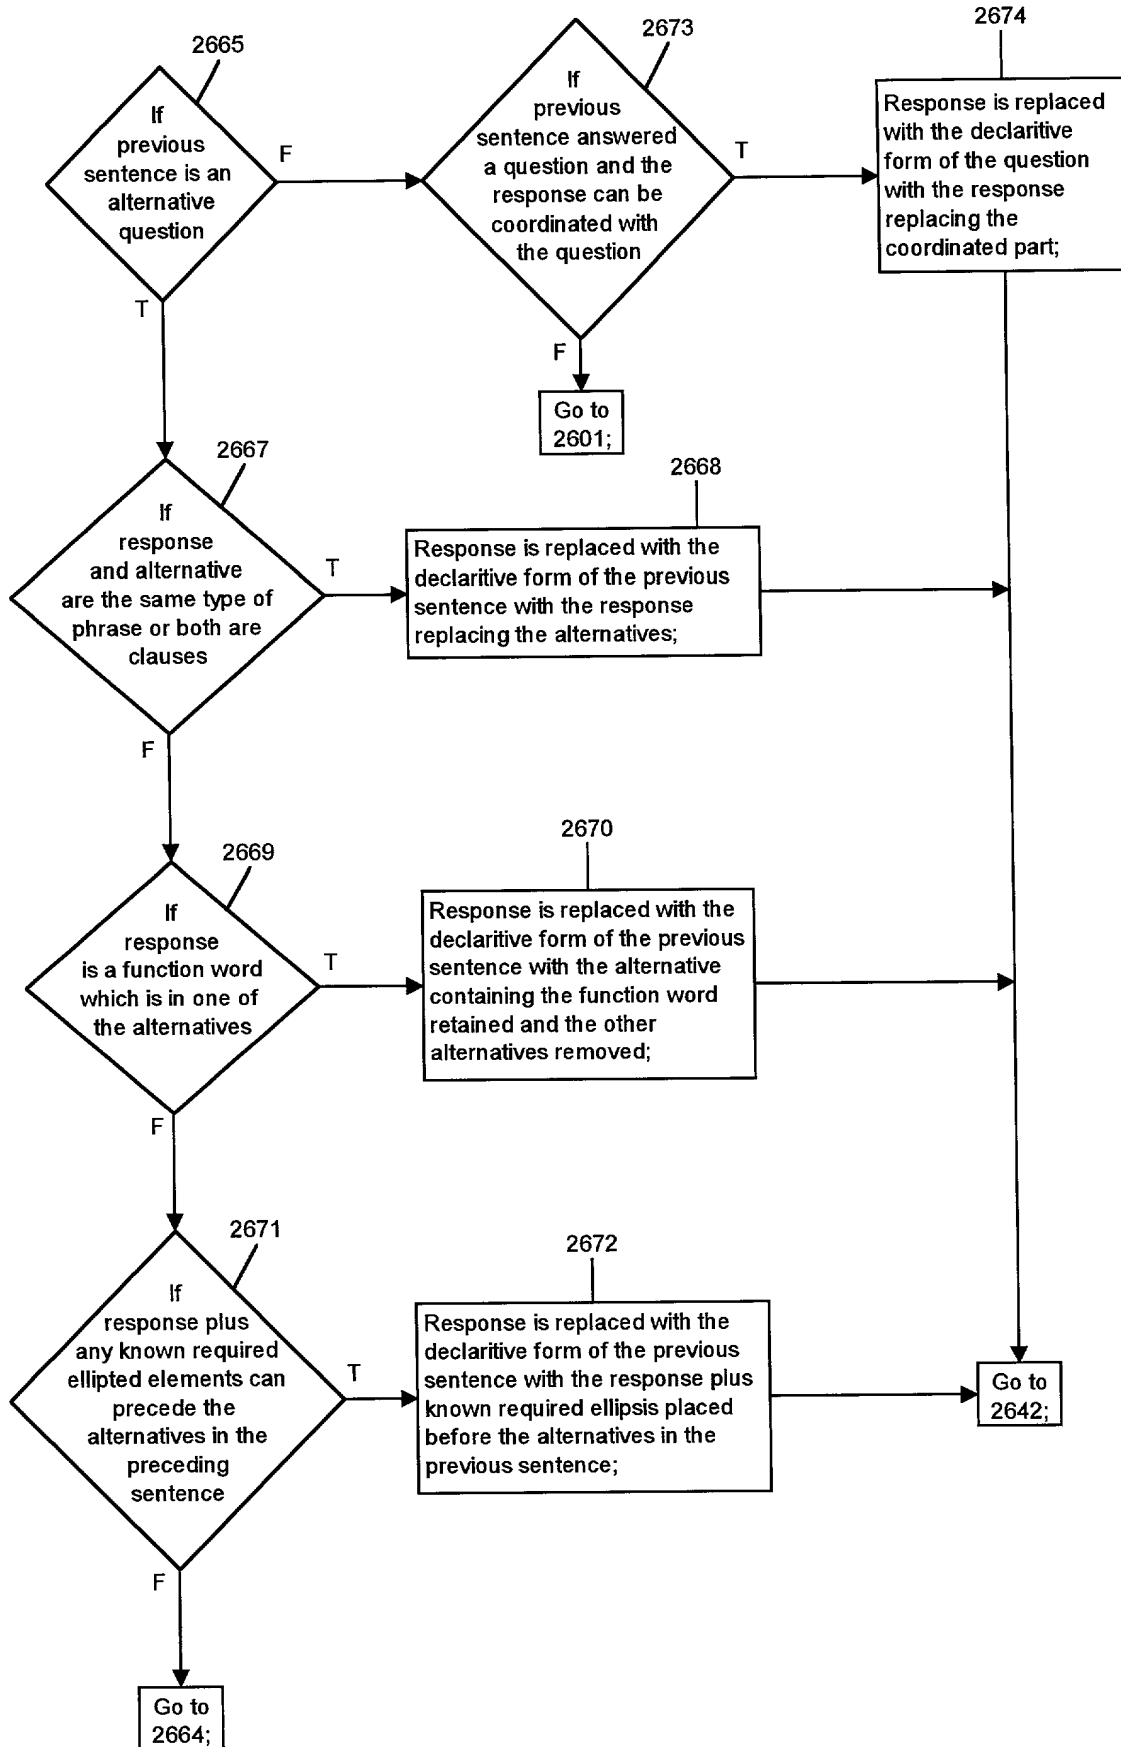 2665
If
previous
sentence is an
alternative
question
F
T
2673
If
previous
sentence answered
a question and the
response can be
coordinated with
the question
T
F
Go to
2601;
2674
Response is replaced
with the declaritive
form of the question
with the response
replacing the
coordinated part;
2667
If
response
and alternative
are the same type of
phrase or both are
clauses
T
F
2668
Response is replaced with the
declaritive form of the previous
sentence with the response
replacing the alternatives;
2669
If
response
is a function word
which is in one of
the alternatives
T
F
2670
Response is replaced with the
declaritive form of the previous
sentence with the alternative
containing the function word
retained and the other
alternatives removed;
2671
If
response plus
any known required
ellipted elements can
precede the
alternatives in the
preceding
sentence
T
F
2672
Response is replaced with the
declaritive form of the previous
sentence with the response plus
known required ellipsis placed
before the alternatives in the
previous sentence;
Go to
2642;
Go to
2664;